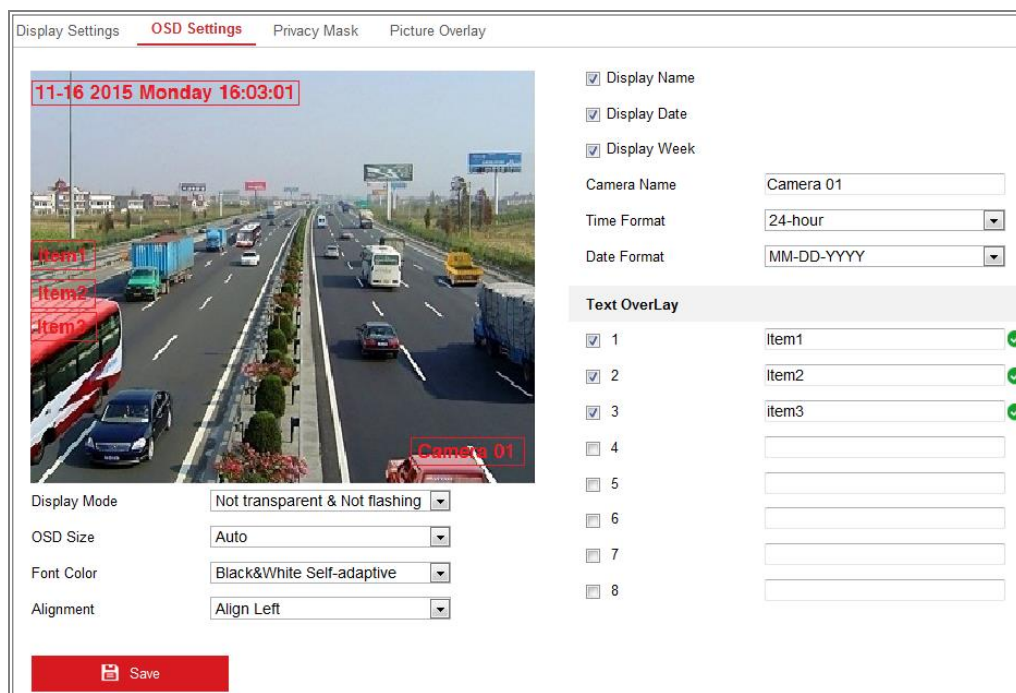 Display Settings OSD Settings Privacy Mask Picture Overlay
11-16 2015 Monday 16:03:01
Item1
Item2
Item3
Camera 01
Display Mode Not transparent & Not flashing
OSD Size Auto
Font Color Black&White Self-adaptive
Alignment Align Left
Save
Display Name
Display Date
Display Week
Camera Name Camera 01
Time Format 24-hour
Date Format MM-DD-YYYY
Text OverLay
1 Item1
2 Item2
3 item3
4
5
6
7
8